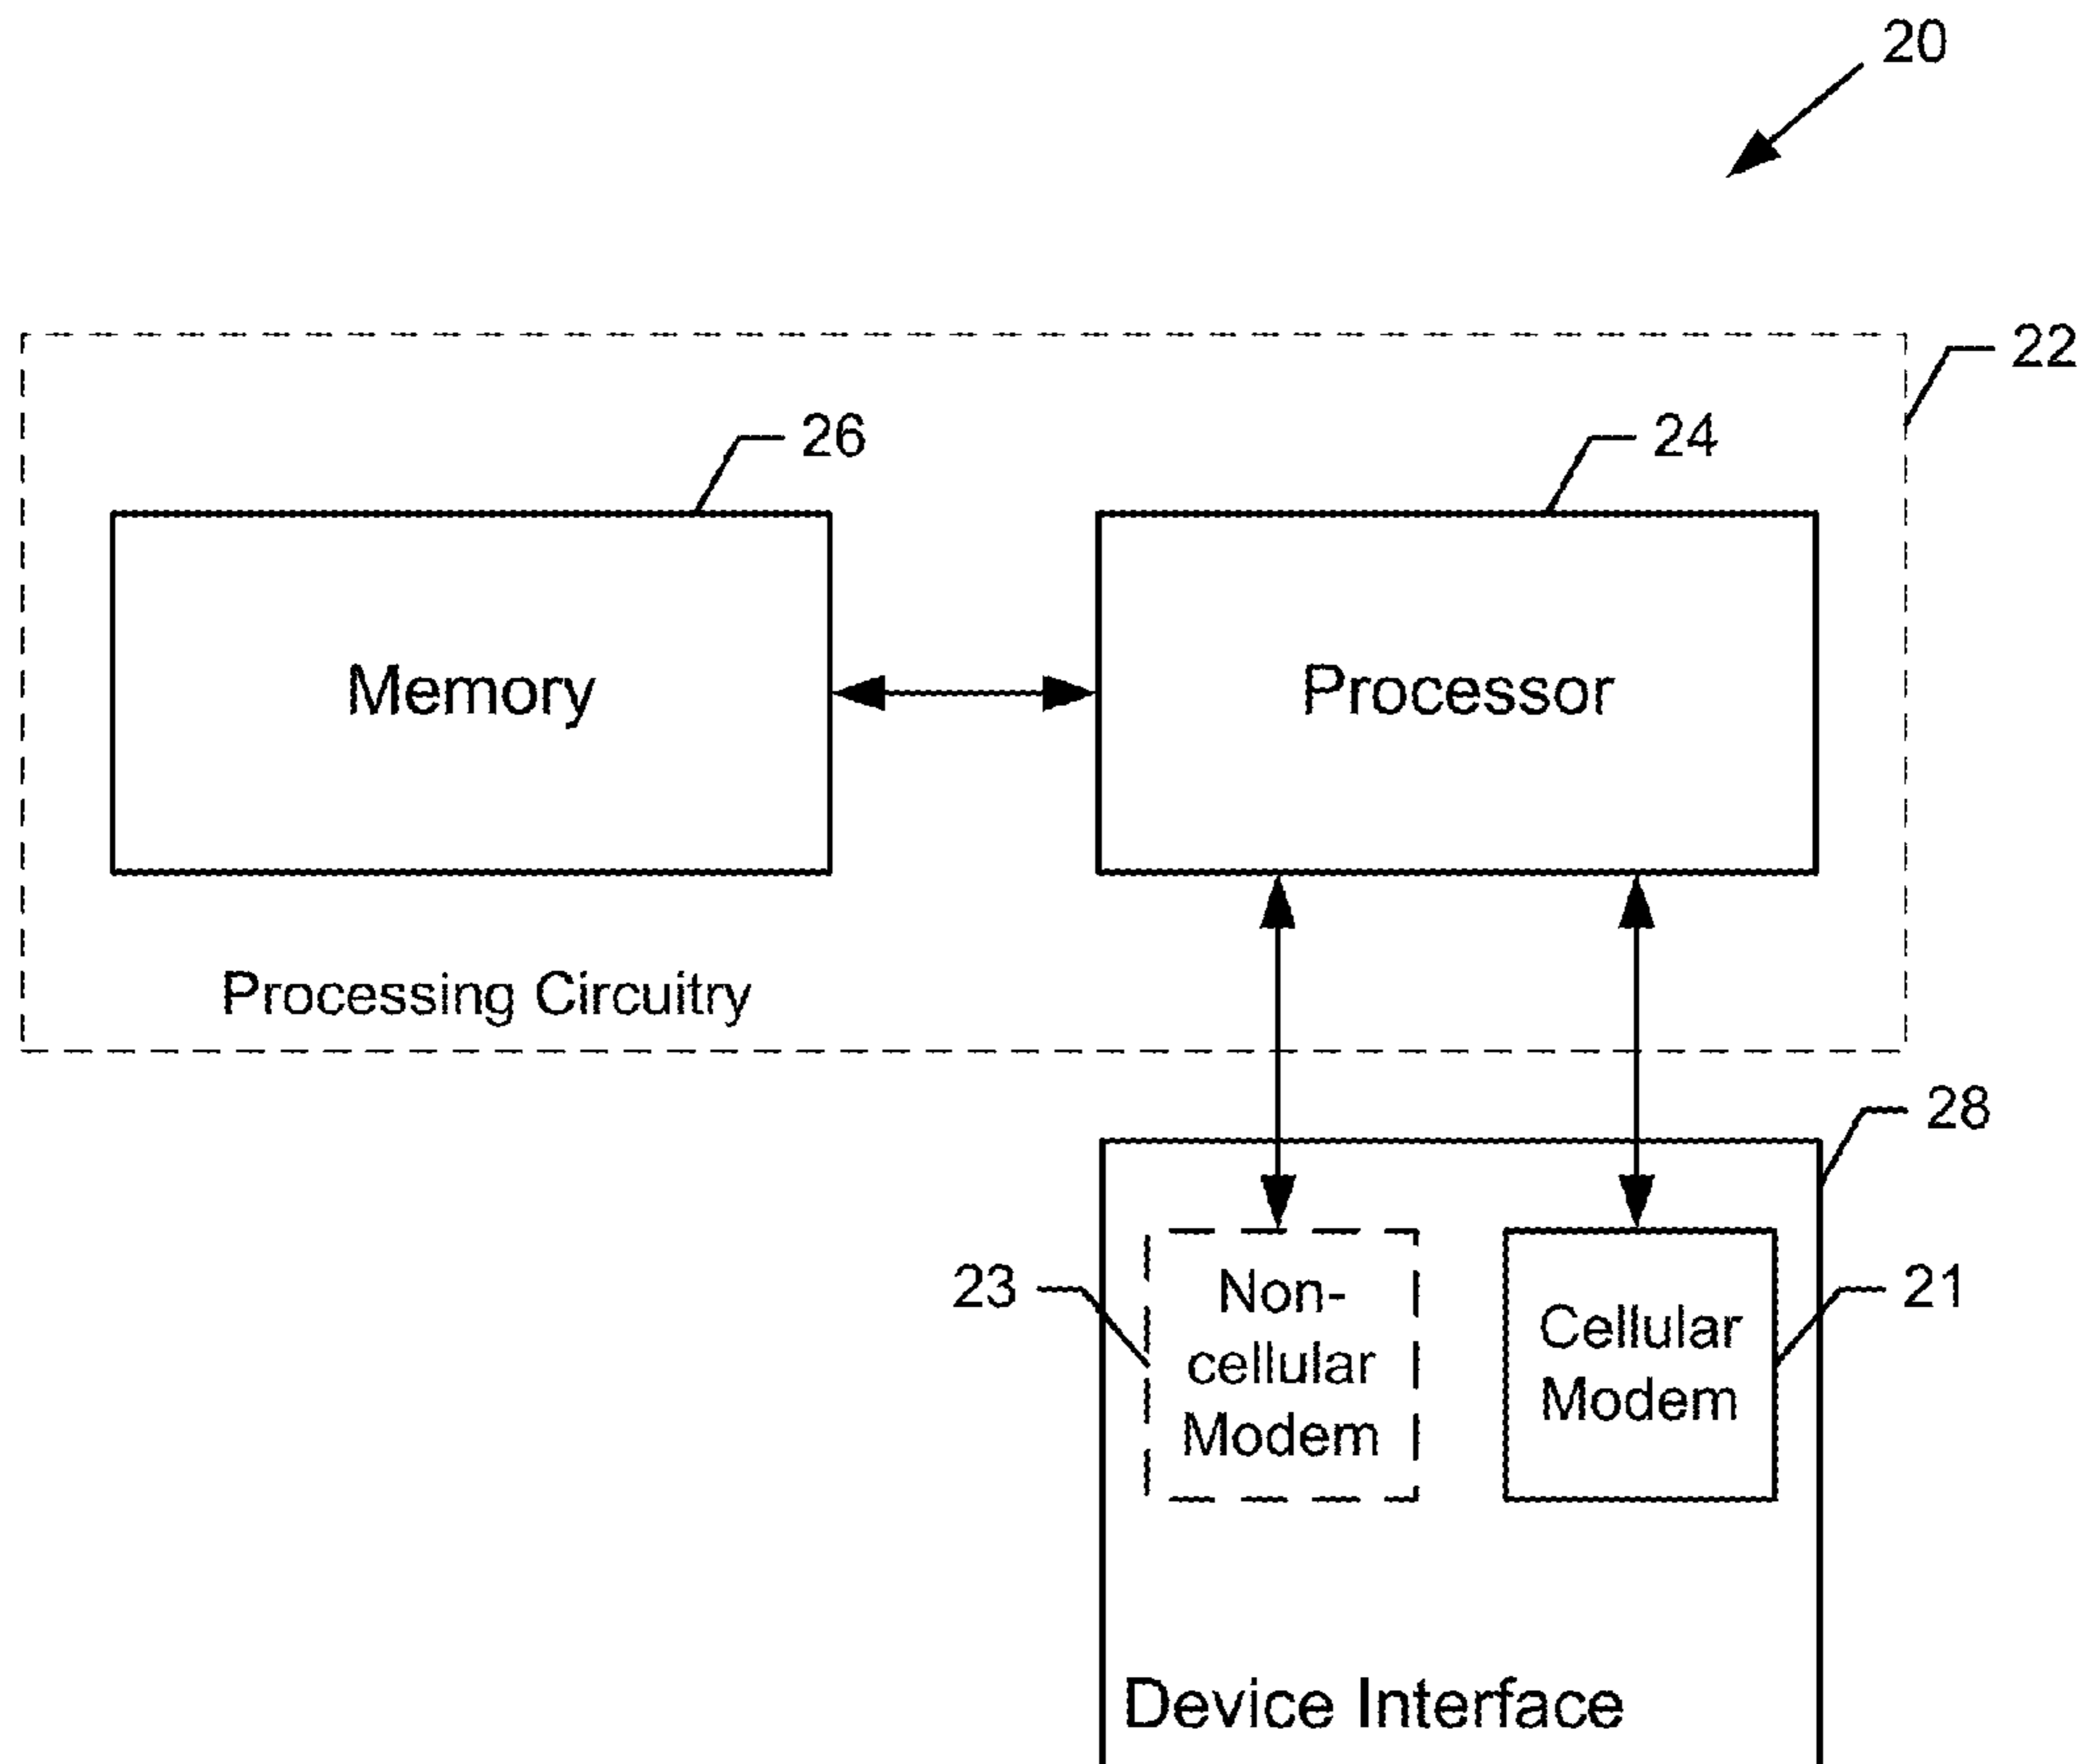 20
22
26
24
Memory
Processor
Processing Circuitry
28
23
Non-
cellular
Modem
Cellular
Modem
21
Device Interface